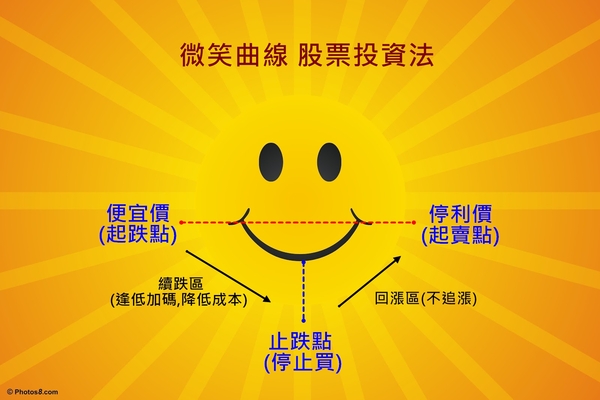 微笑曲線 股票投資法
便宜價
(起跌點)
停利價
(起賣點)
續跌區
(逢低加碼,降低成本)
回漲區(不追漲)
止跌點
(停止買)
© Photos8.com